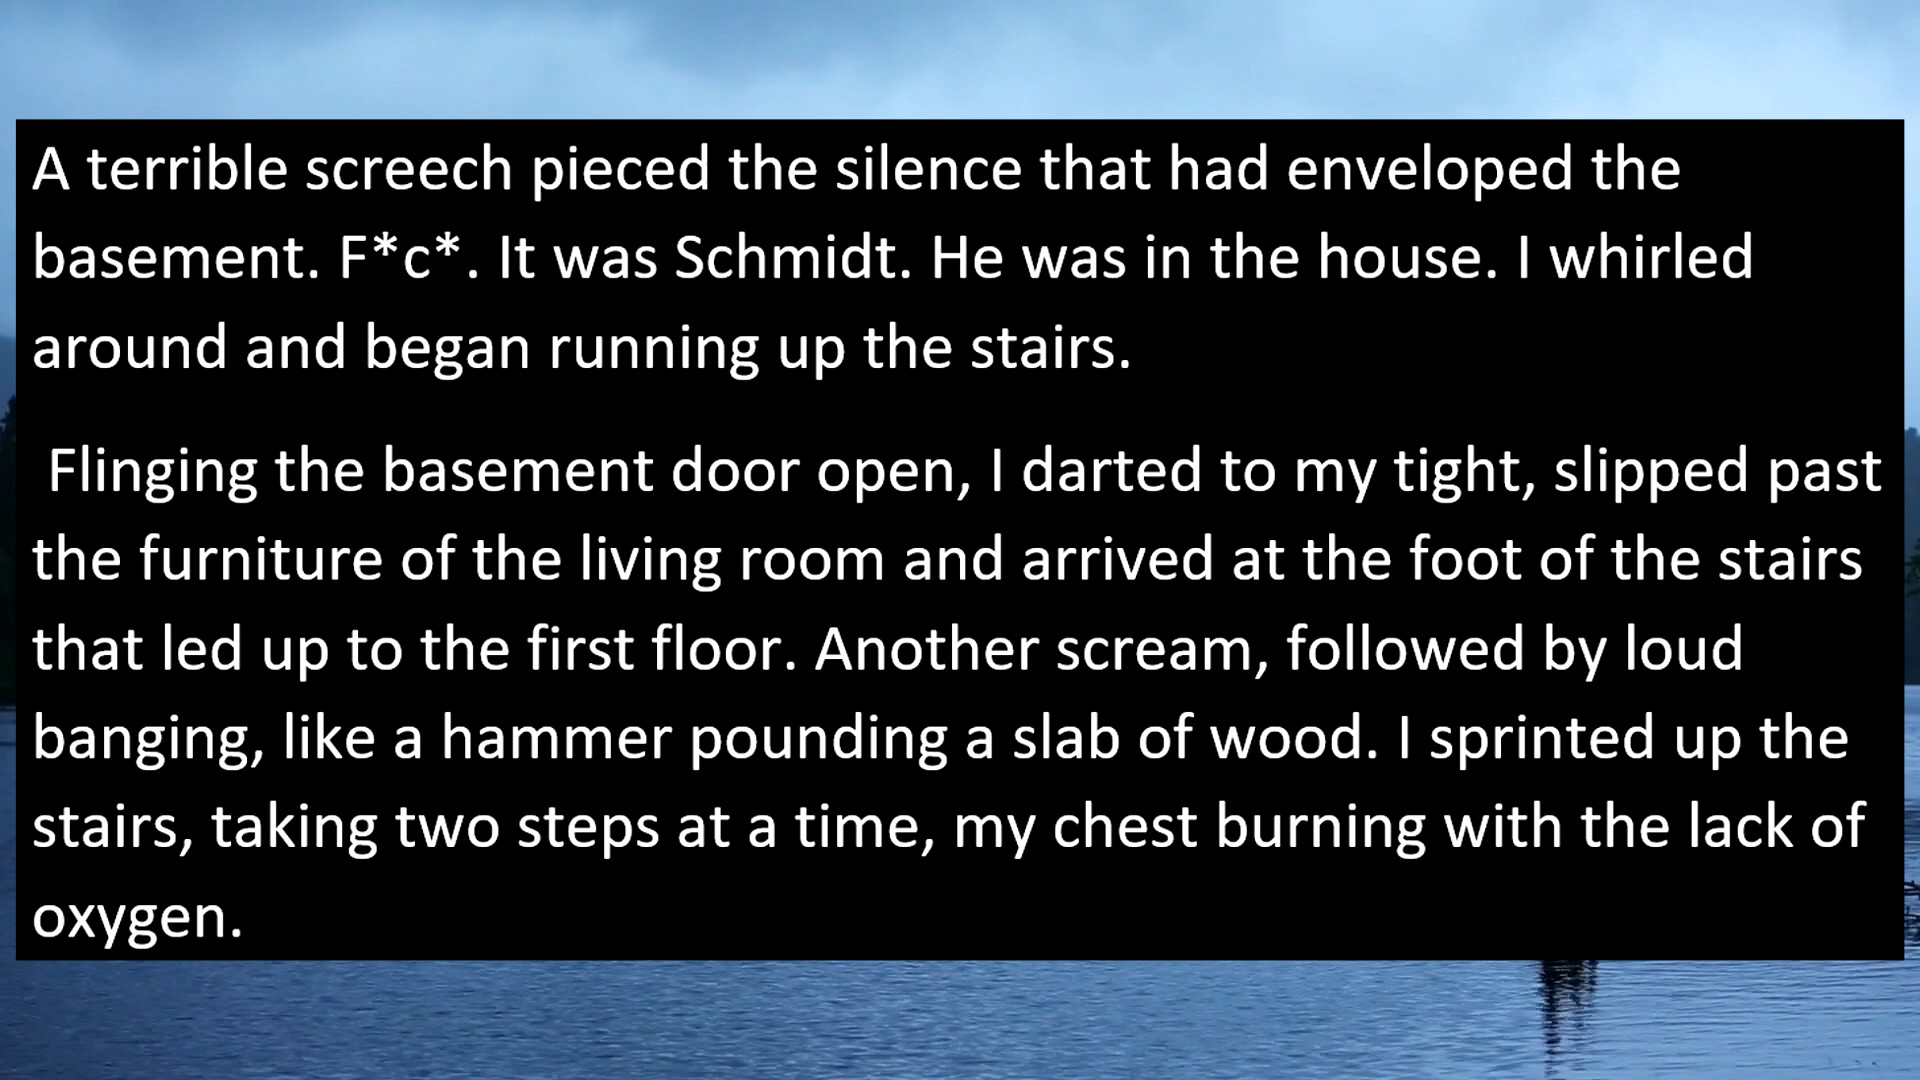 A terrible screech pieced the silence that had enveloped the
basement. F*c*. It was Schmidt. He was in the house. I whirled
around and began running up the stairs.
Flinging the basement door open, I darted to my tight, slipped past
the furniture of the living room and arrived at the foot of the stairs
that led up to the first floor. Another scream, followed by loud
banging, like a hammer pounding a slab of wood. I sprinted up the
stairs, taking two steps at a time, my chest burning with the lack of
oxygen.